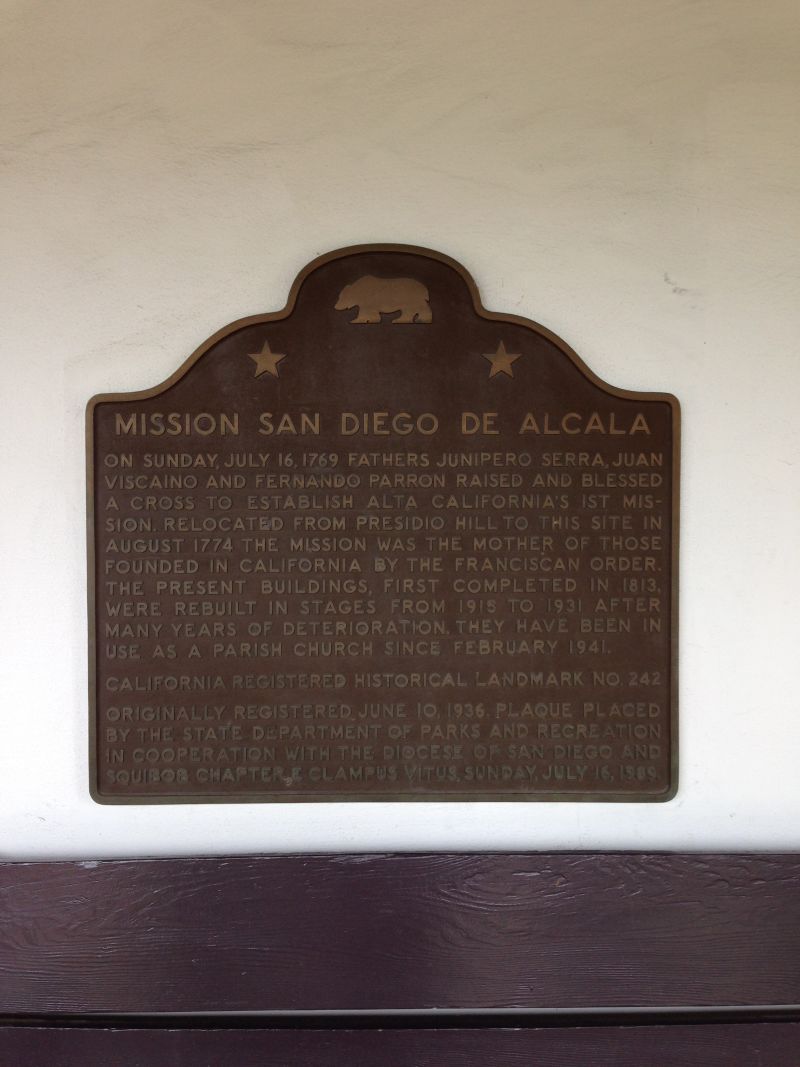 MISSION SAN DIEGO DE ALCALA
ON SUNDAY, JULY 16, 1769 FATHERS JUNIPERO SERRA, JUAN
VISCAINO AND FERNANDO PARRON RAISED AND BLESSED
A CROSS TO ESTABLISH ALTA CALIFORNIA'S 1ST MIS-
SION. RELOCATED FROM PRESIDIO HILL TO THIS SITE IN
AUGUST 1774 THE MISSION WAS THE MOTHER OF THOSE
FOUNDED IN CALIFORNIA BY THE FRANCISCAN ORDER.
THE PRESENT BUILDINGS, FIRST COMPLETED IN 1813,
WERE REBUILT IN STAGES FROM 1915 TO 1931 AFTER
MANY YEARS OF DETERIORATION. THEY HAVE BEEN IN
USE AS A PARISH CHURCH SINCE FEBRUARY 1941.
CALIFORNIA REGISTERED HISTORICAL LANDMARK NO. 242
ORIGINALLY REGISTERED JUNE 10, 1936. PLAQUE PLACED
BY THE STATE DEPARTMENT OF PARKS AND RECREATION
IN COOPERATION WITH THE DIOCESE OF SAN DIEGO AND
SQUIBOB CHAPTER E CLAMPUS VITUS, SUNDAY, JULY 16, 1989.